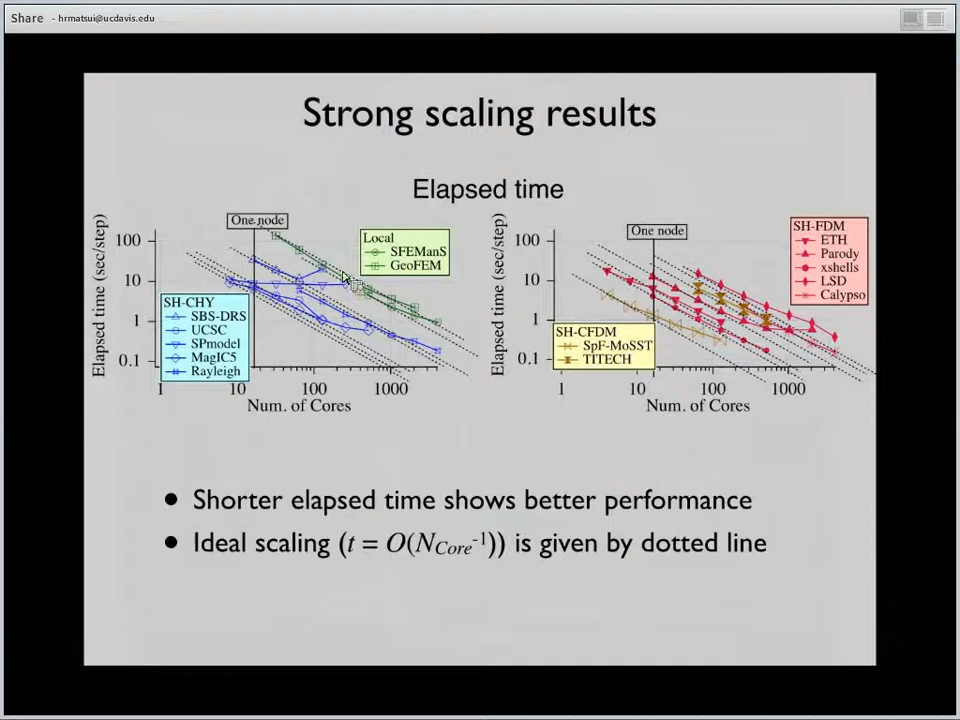 Share - hrmatsui@ucdavis.edu
Strong scaling results
Elapsed time
Elapsed time (sec/step)
100
10
1
0.1
One node
Local
SFEManS
GeoFEM
SH-CHY
SBS-DRS
UCSC
SPmodel
MagIC5
Rayleigh
1 10 100 1000
Num. of Cores
Elapsed time (sec/step)
100
10
1
0.1
One node
SH-FDM
ETH
Parody
xshells
LSD
Calypso
SH-CFDM
SpF-MoSST
TITECH
1 10 100 1000
Num. of Cores
• Shorter elapsed time shows better performance
• Ideal scaling (t = O(N_Core^-1)) is given by dotted line